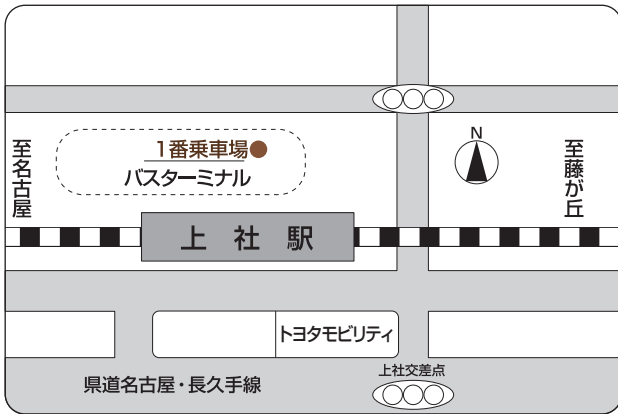 N
至名古屋
1番乗車場
バスターミナル
至藤が丘
上社駅
トヨタモビリティ
上社交差点
県道名古屋・長久手線